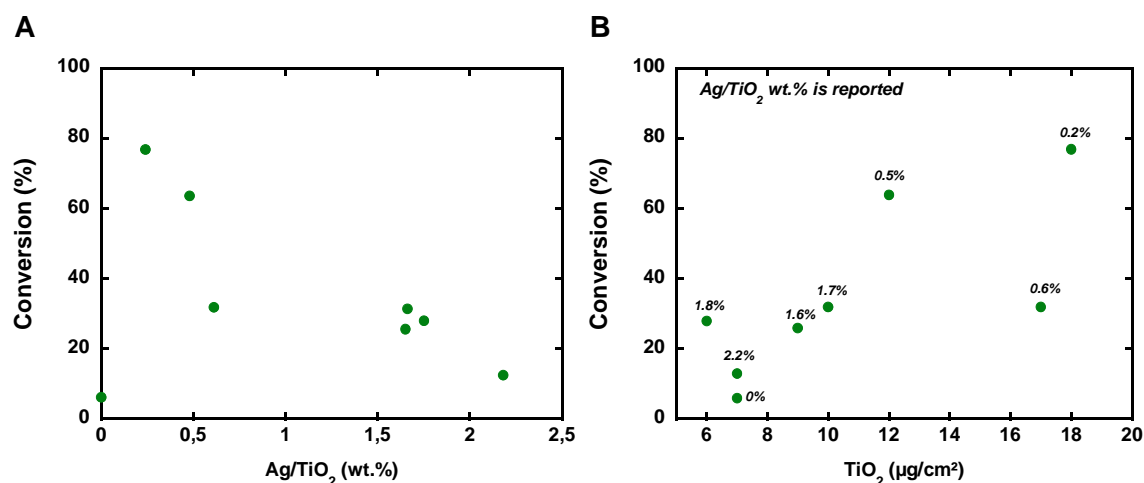 A
Conversion (%)
100
80
60
40
20
0
0 0,5 1 1,5 2 2,5
Ag/TiO₂ (wt.%)
B
Conversion (%)
100
80
60
40
20
0
Ag/TiO₂ wt.% is reported
0.2%
0.5%
1.8%
1.6%
1.7%
0.6%
2.2%
0%
6 8 10 12 14 16 18 20
TiO₂ (µg/cm²)